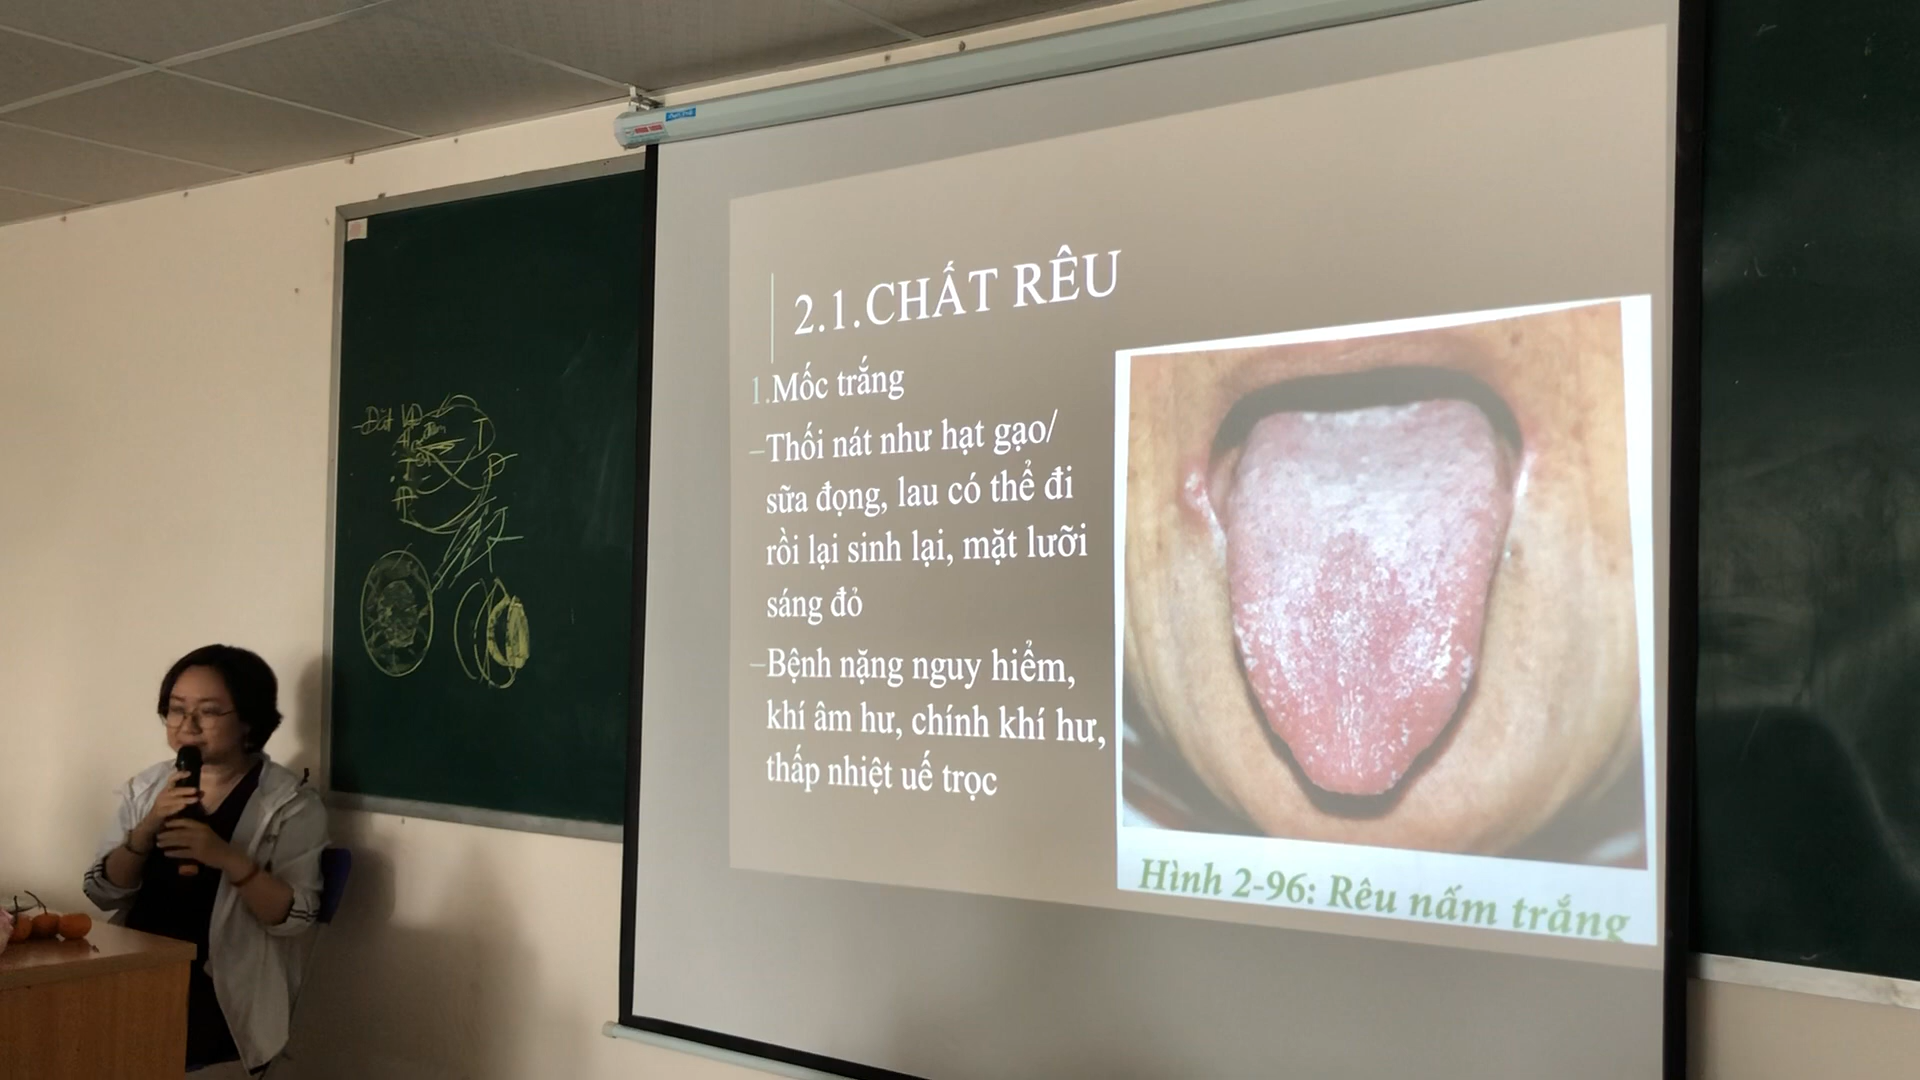 2.1.CHẤT RÊU
1.Mốc trắng
–Thối nát như hạt gạo/
sữa đọng, lau có thể đi
rồi lại sinh lại, mặt lưỡi
sáng đỏ
–Bệnh nặng nguy hiểm,
khí âm hư, chính khí hư,
thấp nhiệt uế trọc
Hình 2-96: Rêu nấm trắng